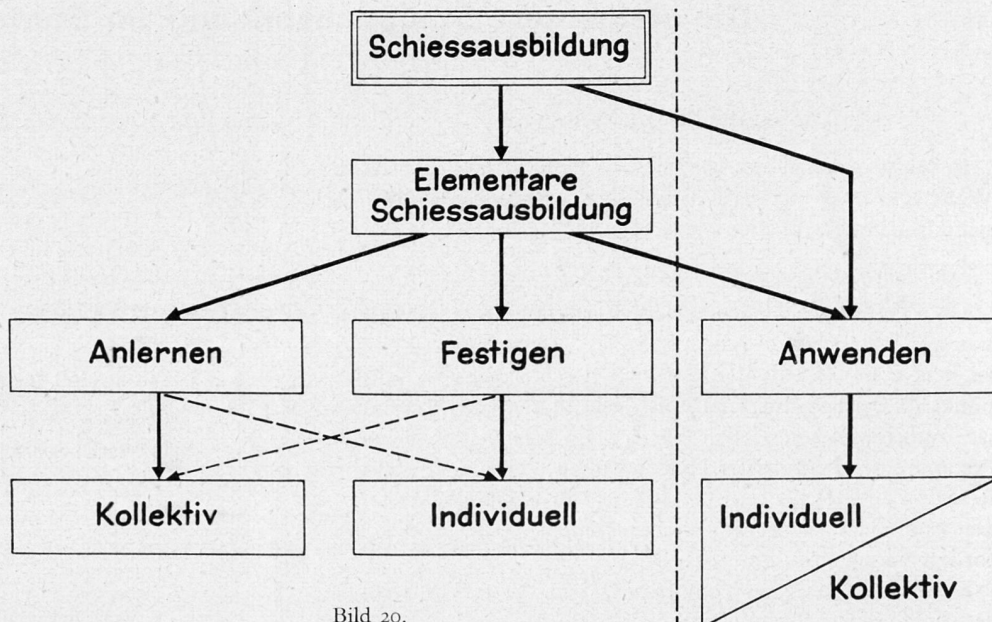 Schiessausbildung
Elementare
Schiessausbildung
Anlernen
Festigen
Anwenden
Kollektiv
Individuell
Individuell
Kollektiv
Bild 20.